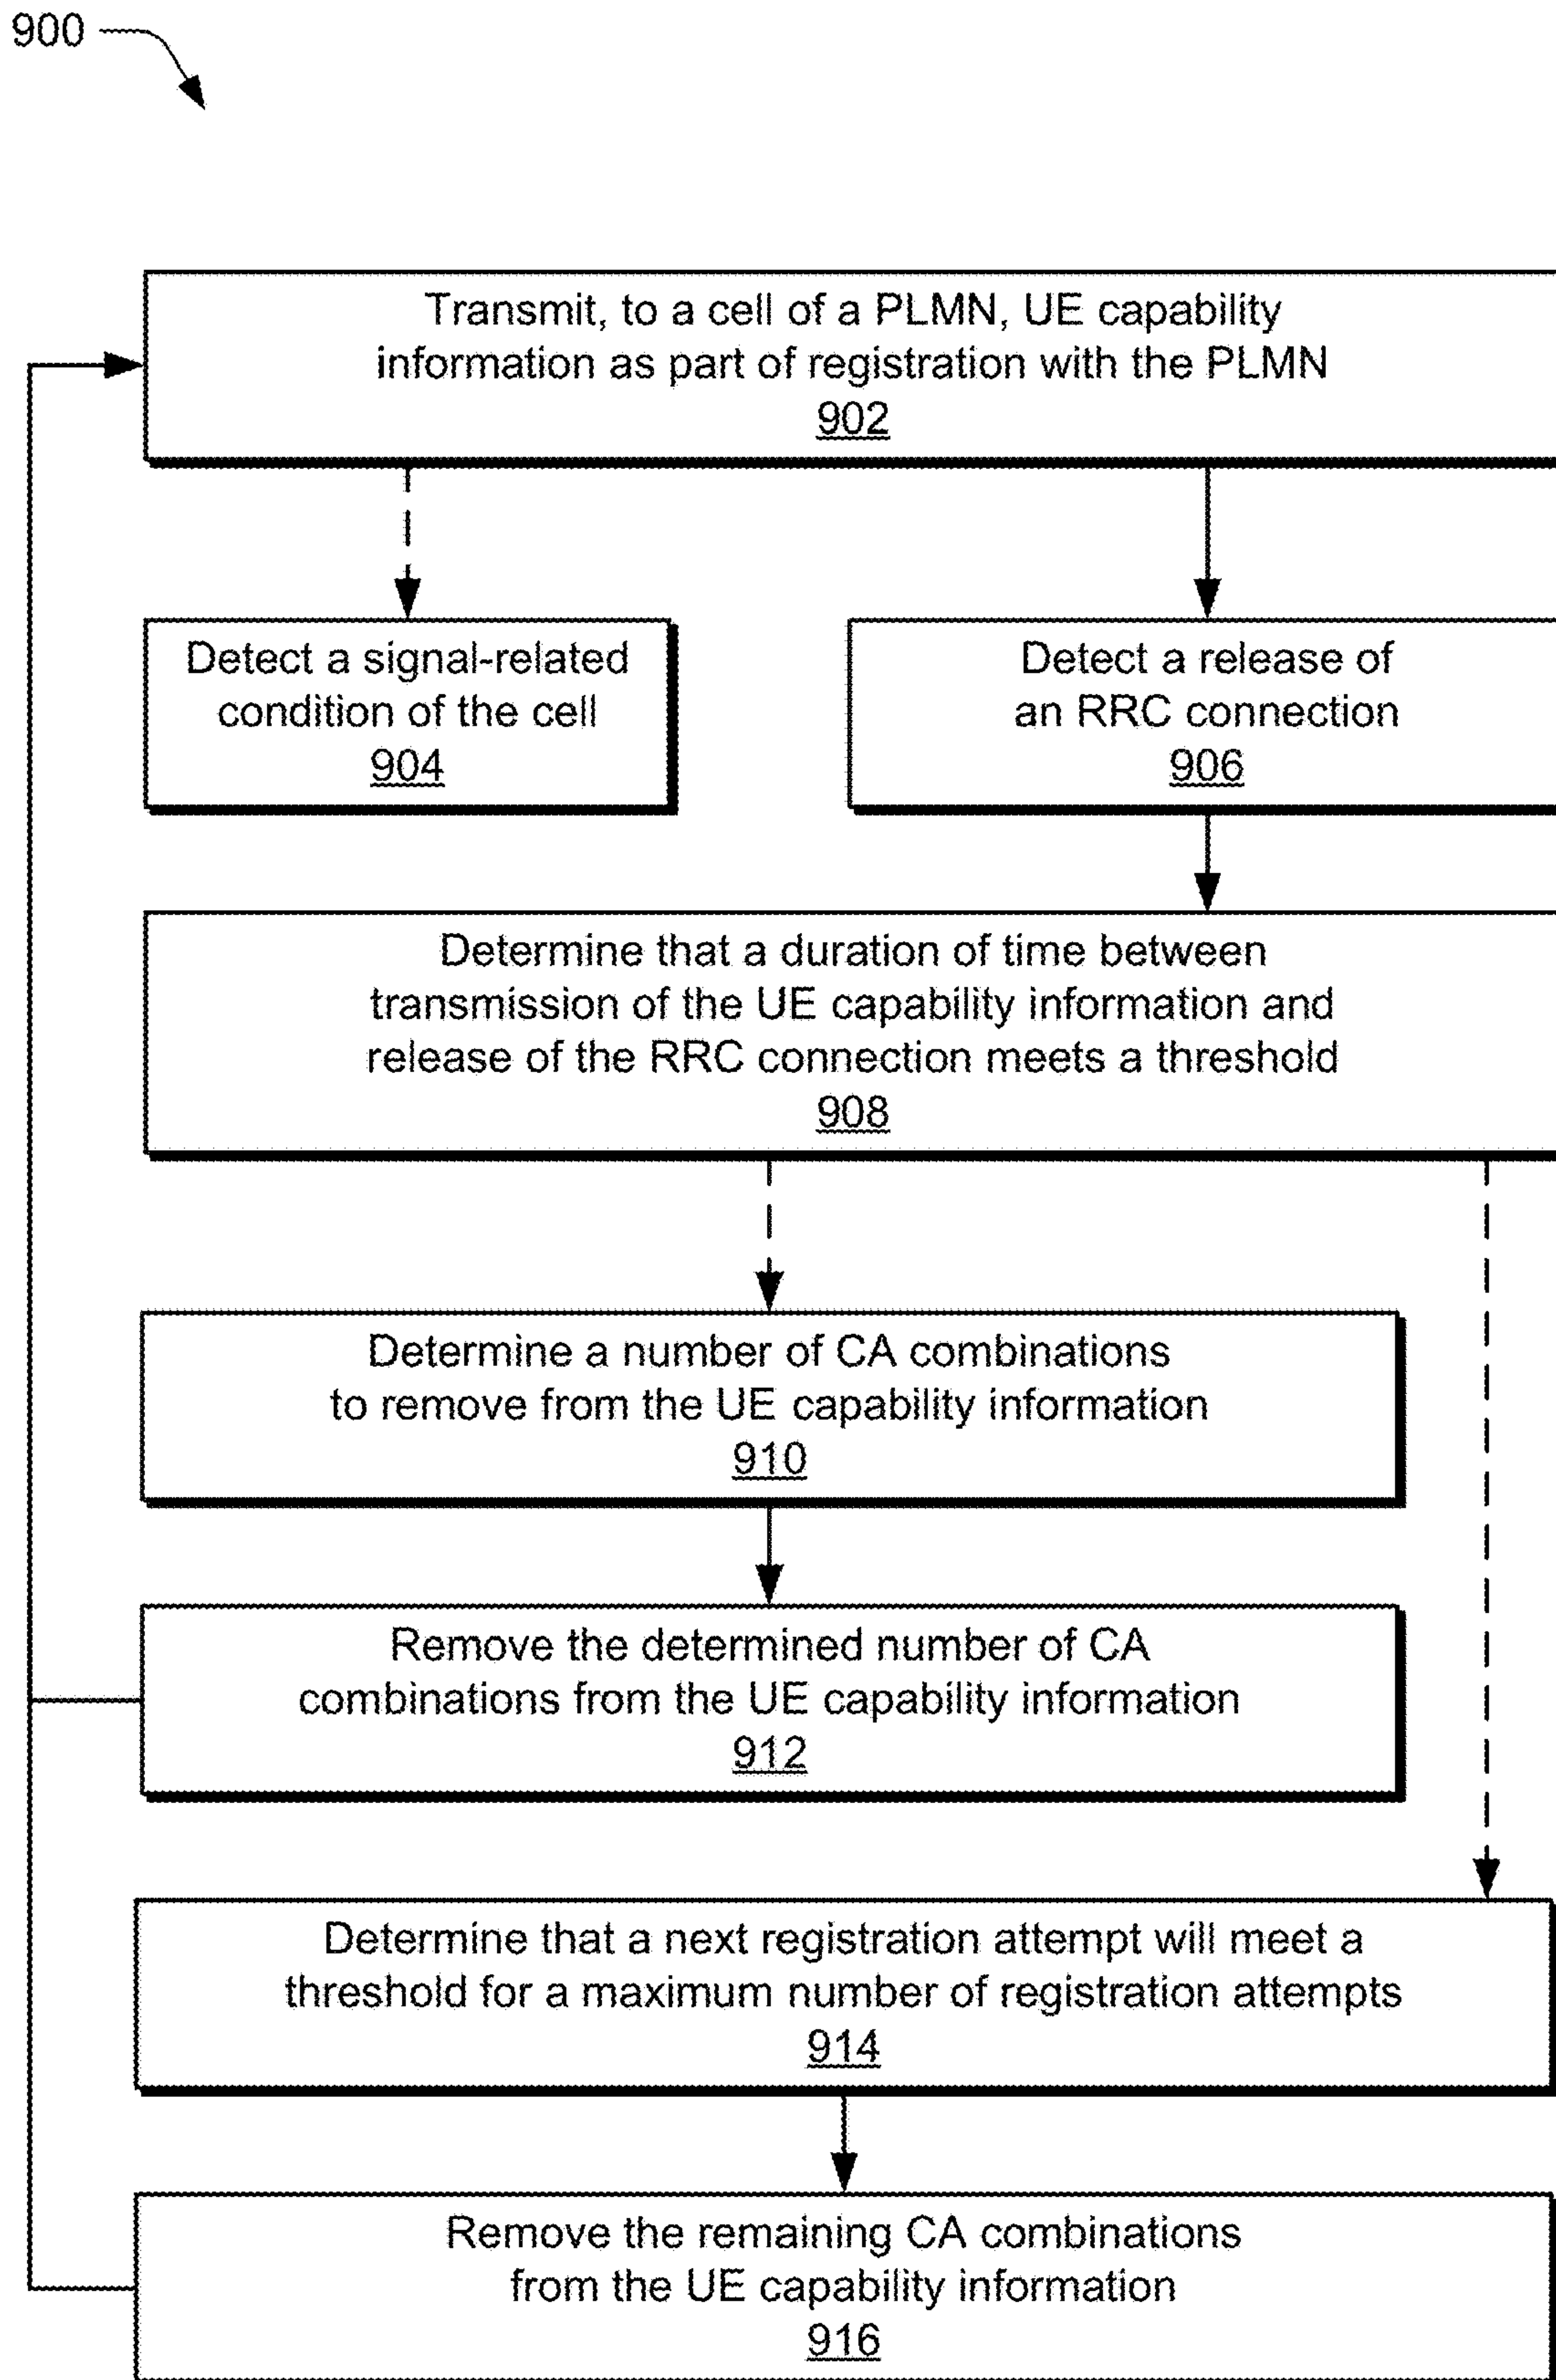 900
Transmit, to a cell of a PLMN, UE capability
information as part of registration with the PLMN
902
Detect a signal-related
condition of the cell
904
Detect a release of
an RRC connection
906
Determine that a duration of time between
transmission of the UE capability information and
release of the RRC connection meets a threshold
908
Determine a number of CA combinations
to remove from the UE capability information
910
Remove the determined number of CA
combinations from the UE capability information
912
Determine that a next registration attempt will meet a
threshold for a maximum number of registration attempts
914
Remove the remaining CA combinations
from the UE capability information
916